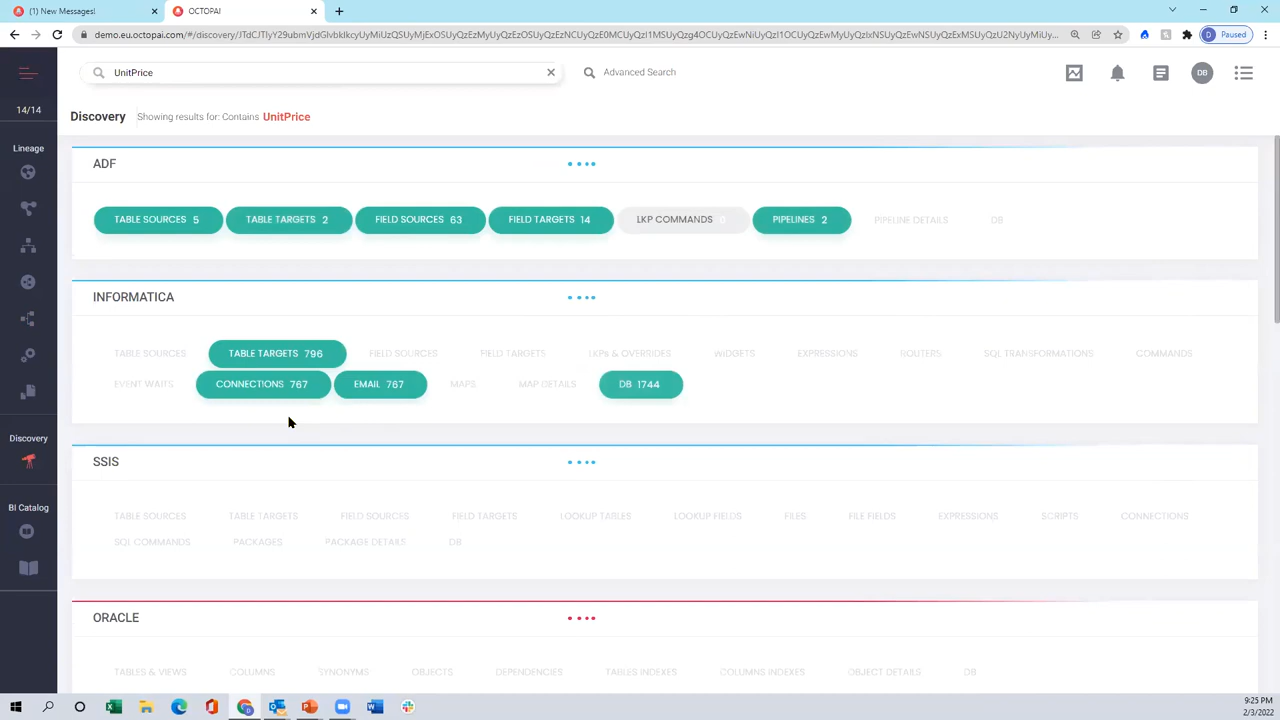 (1) New Messages!
OCTOPAI
demo.eu.octopai.com/#/discovery/JTdCJTIyY29ubmVjdGlvbklkcyUyMiUzQSUyMjExOSUyQzEzMyUyQzEzOSUyQzEzNCUyQzE0MCUyQzI1MSUyQzg4OCUyQzEwNiUyQzI1OCUyQzEwMyUyQzIxNSUyQzEwNSUyQzExMSUyQzU2NyUyMiUy...
Paused
UnitPrice
Advanced Search
DB
14/14
Discovery Showing results for: Contains UnitPrice
Lineage
ADF
TABLE SOURCES 5 TABLE TARGETS 2 FIELD SOURCES 63 FIELD TARGETS 14 LKP COMMANDS 0 PIPELINES 2 PIPELINE DETAILS DB
INFORMATICA
TABLE SOURCES TABLE TARGETS 796 FIELD SOURCES FIELD TARGETS LKPs & OVERRIDES WIDGETS EXPRESSIONS ROUTERS SQL TRANSFORMATIONS COMMANDS
EVENT WAITS CONNECTIONS 767 EMAIL 767 MAPS MAP DETAILS DB 1744
Discovery
SSIS
BI Catalog
TABLE SOURCES TABLE TARGETS FIELD SOURCES FIELD TARGETS LOOKUP TABLES LOOKUP FIELDS FILES FILE FIELDS EXPRESSIONS SCRIPTS CONNECTIONS
SQL COMMANDS PACKAGES PACKAGE DETAILS DB
ORACLE
TABLES & VIEWS COLUMNS SYNONYMS OBJECTS DEPENDENCIES TABLES INDEXES COLUMNS INDEXES OBJECT DETAILS DB
9:25 PM
2/3/2022